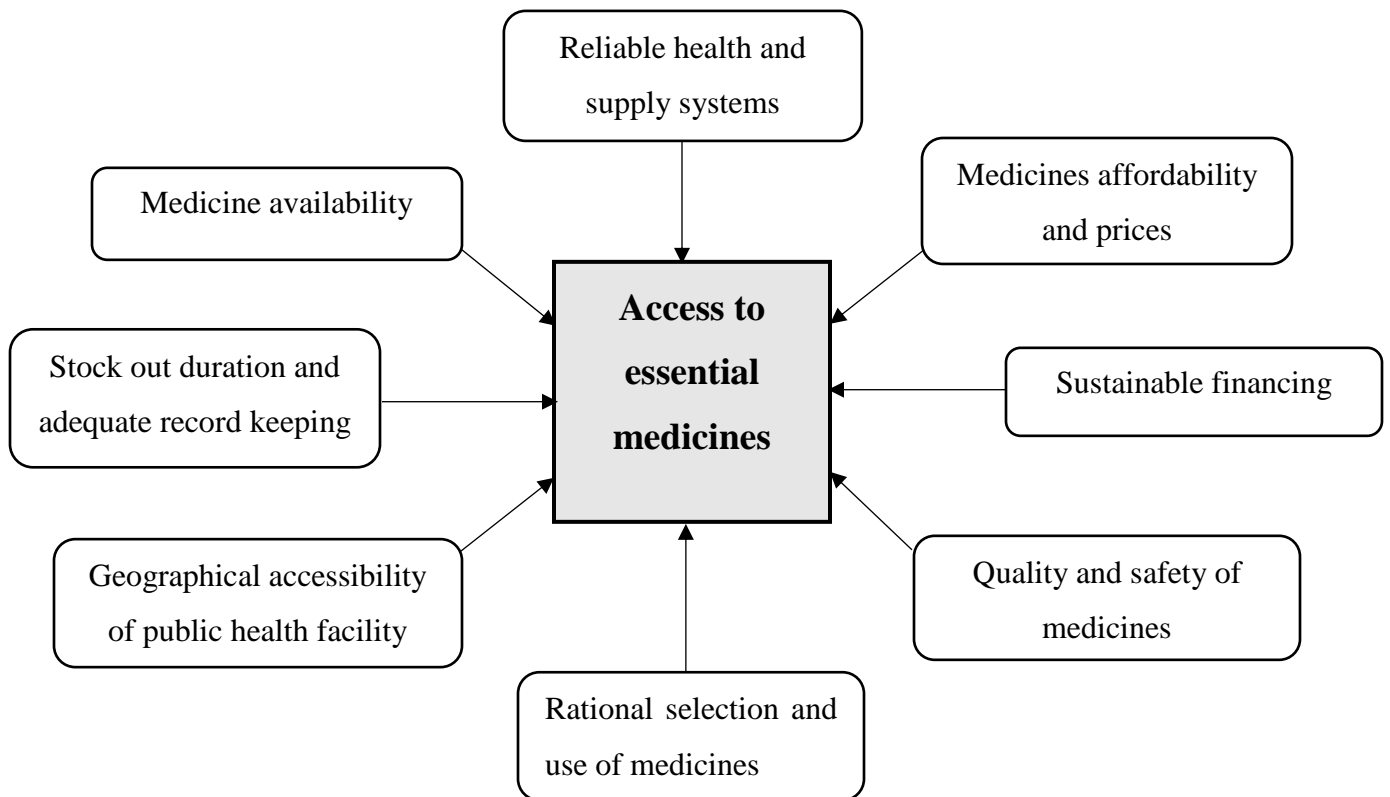 Reliable health and
supply systems
Medicine availability
Medicines affordability
and prices
Access to
essential
medicines
Stock out duration and
adequate record keeping
Sustainable financing
Geographical accessibility
of public health facility
Quality and safety of
medicines
Rational selection and
use of medicines